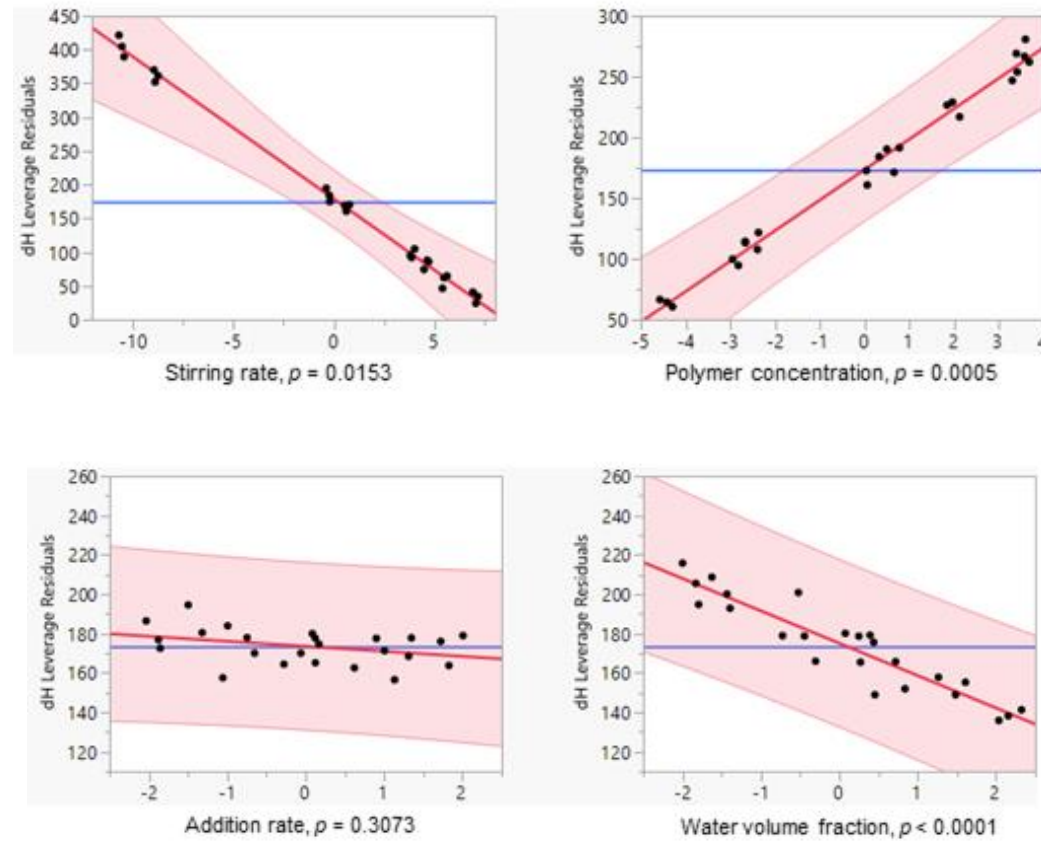 450
400
350
300
250
200
150
100
50
0
dH Leverage Residuals
-10 -5 0 5
Stirring rate, p = 0.0153
300
250
200
150
100
50
dH Leverage Residuals
-5 -4 -3 -2 -1 0 1 2 3 4
Polymer concentration, p = 0.0005
260
240
220
200
180
160
140
120
dH Leverage Residuals
-2 -1 0 1 2
Addition rate, p = 0.3073
260
240
220
200
180
160
140
120
dH Leverage Residuals
-2 -1 0 1 2
Water volume fraction, p < 0.0001